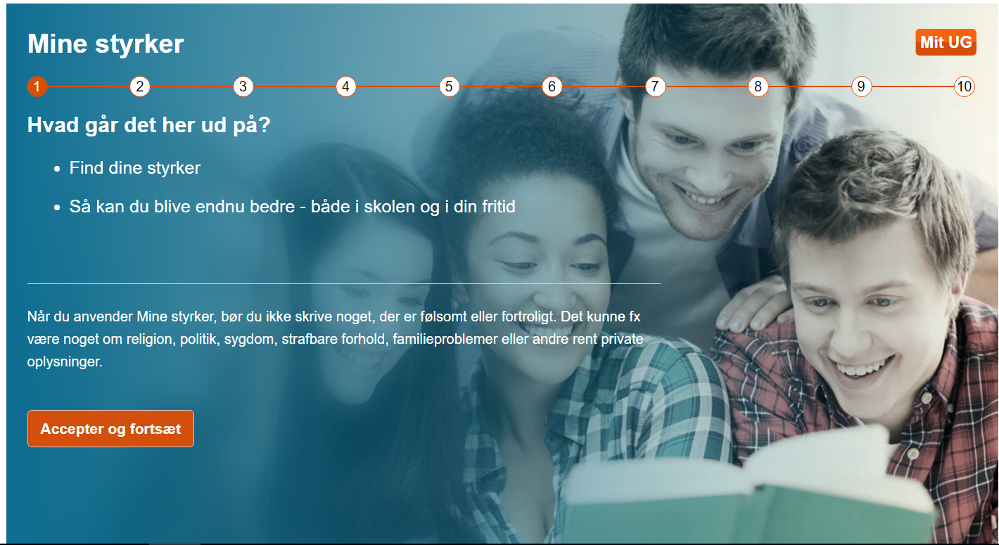 Mine styrker
Mit UG
1 2 3 4 5 6 7 8 9 10
Hvad går det her ud på?
• Find dine styrker
• Så kan du blive endnu bedre - både i skolen og i din fritid
Når du anvender Mine styrker, bør du ikke skrive noget, der er følsomt eller fortroligt. Det kunne fx
være noget om religion, politik, sygdom, strafbare forhold, familieproblemer eller andre rent private
oplysninger.
Accepter og fortsæt